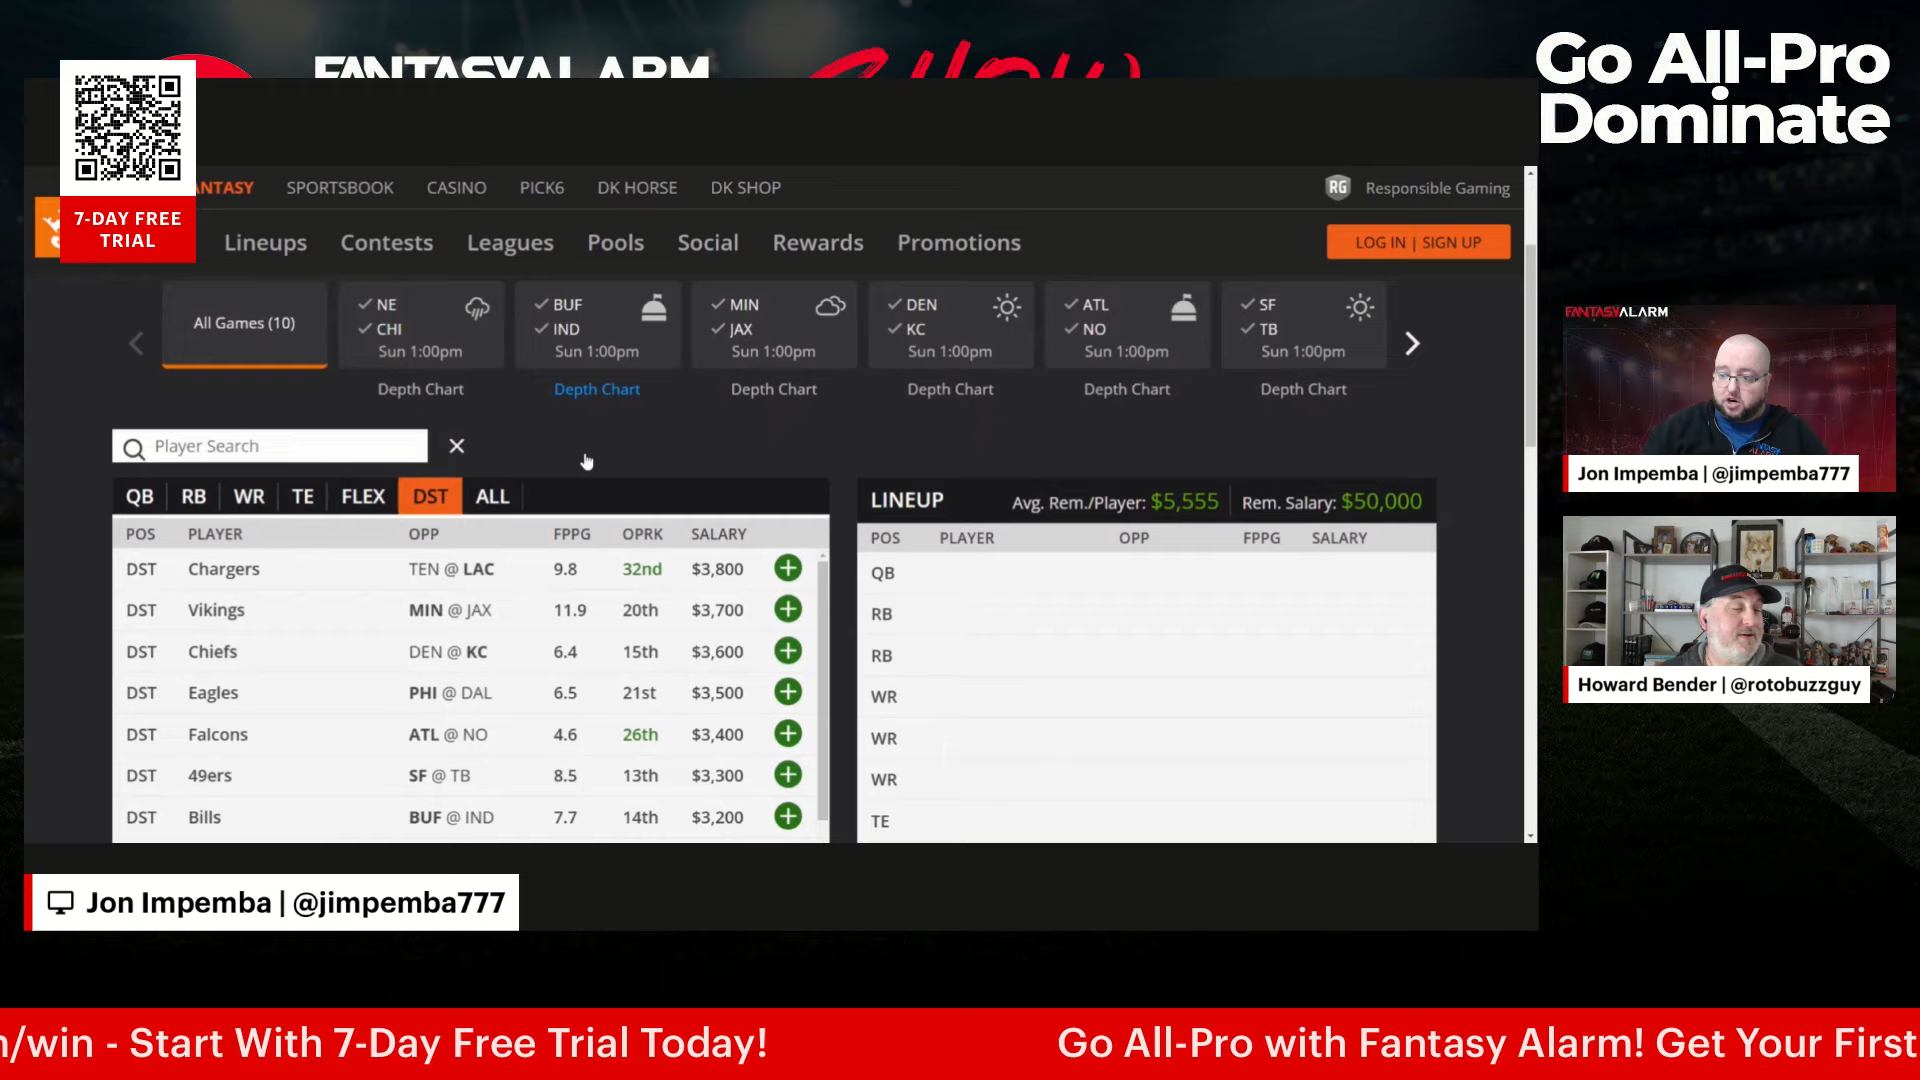 FANTASYALARM SHOW
Go All-Pro
Dominate
7-DAY FREE
TRIAL
ANTASY SPORTSBOOK CASINO PICK6 DK HORSE DK SHOP
RG Responsible Gaming
Lineups Contests Leagues Pools Social Rewards Promotions
LOG IN | SIGN UP
All Games (10)
NE
CHI
Sun 1:00pm
Depth Chart
BUF
IND
Sun 1:00pm
Depth Chart
MIN
JAX
Sun 1:00pm
Depth Chart
DEN
KC
Sun 1:00pm
Depth Chart
ATL
NO
Sun 1:00pm
Depth Chart
SF
TB
Sun 1:00pm
Depth Chart
Player Search
QB RB WR TE FLEX DST ALL
POS PLAYER OPP FPPG OPRK SALARY
DST Chargers TEN @ LAC 9.8 32nd $3,800
DST Vikings MIN @ JAX 11.9 20th $3,700
DST Chiefs DEN @ KC 6.4 15th $3,600
DST Eagles PHI @ DAL 6.5 21st $3,500
DST Falcons ATL @ NO 4.6 26th $3,400
DST 49ers SF @ TB 8.5 13th $3,300
DST Bills BUF @ IND 7.7 14th $3,200
LINEUP Avg. Rem./Player: $5,555 Rem. Salary: $50,000
POS PLAYER OPP FPPG SALARY
QB
RB
RB
WR
WR
WR
TE
FANTASYALARM
Jon Impemba | @jimpemba777
Howard Bender | @rotobuzzguy
Jon Impemba | @jimpemba777
n/win - Start With 7-Day Free Trial Today! Go All-Pro with Fantasy Alarm! Get Your First